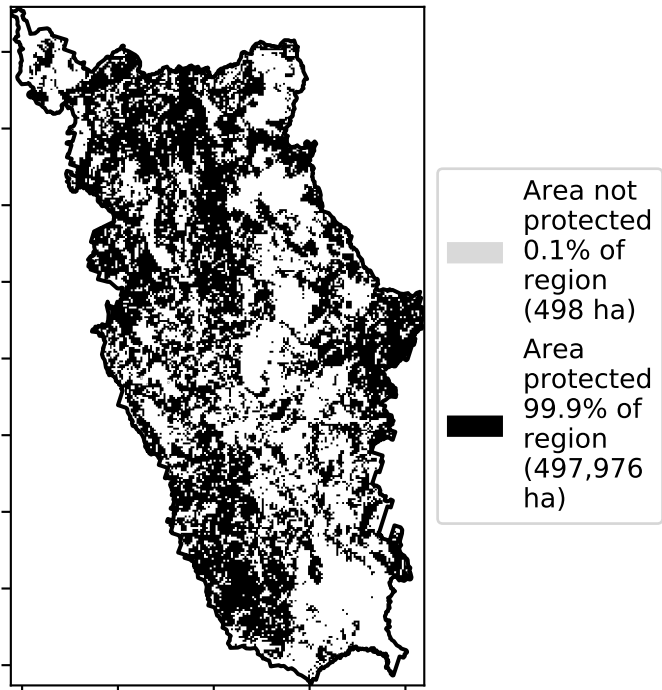 Area not
protected
0.1% of
region
(498 ha)
Area
protected
99.9% of
region
(497,976
ha)